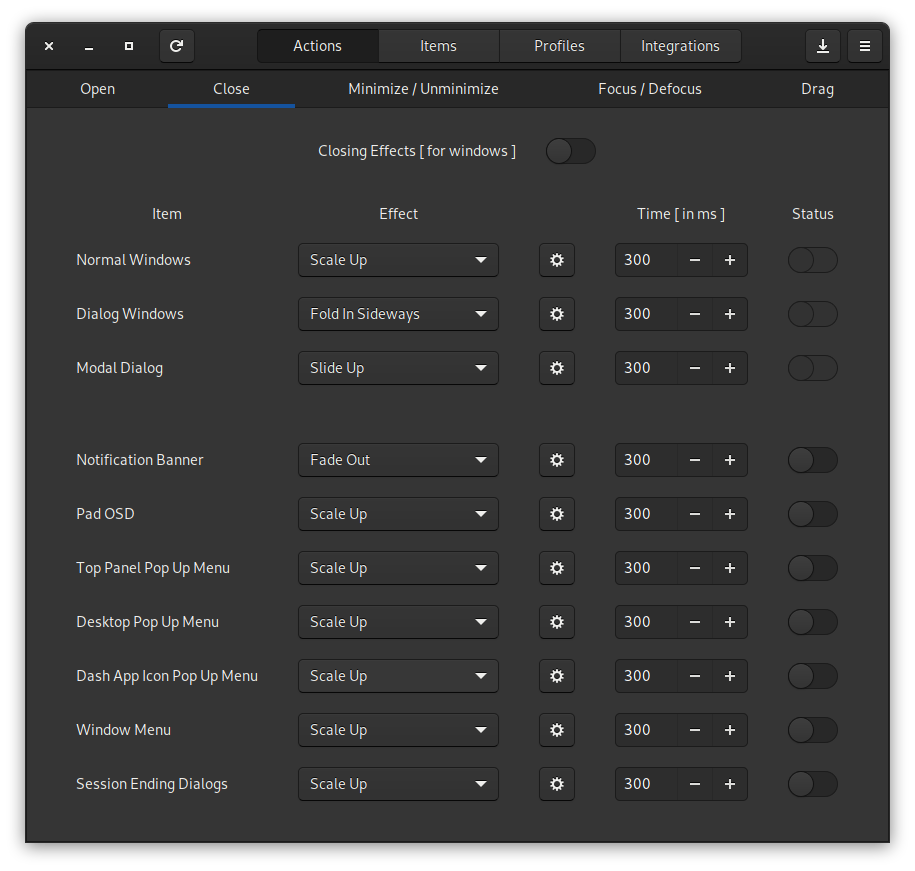 Actions Items Profiles Integrations
Open Close Minimize / Unminimize Focus / Defocus Drag
Closing Effects [ for windows ]
Item Effect Time [ in ms ] Status
Normal Windows Scale Up 300
Dialog Windows Fold In Sideways 300
Modal Dialog Slide Up 300
Notification Banner Fade Out 300
Pad OSD Scale Up 300
Top Panel Pop Up Menu Scale Up 300
Desktop Pop Up Menu Scale Up 300
Dash App Icon Pop Up Menu Scale Up 300
Window Menu Scale Up 300
Session Ending Dialogs Scale Up 300